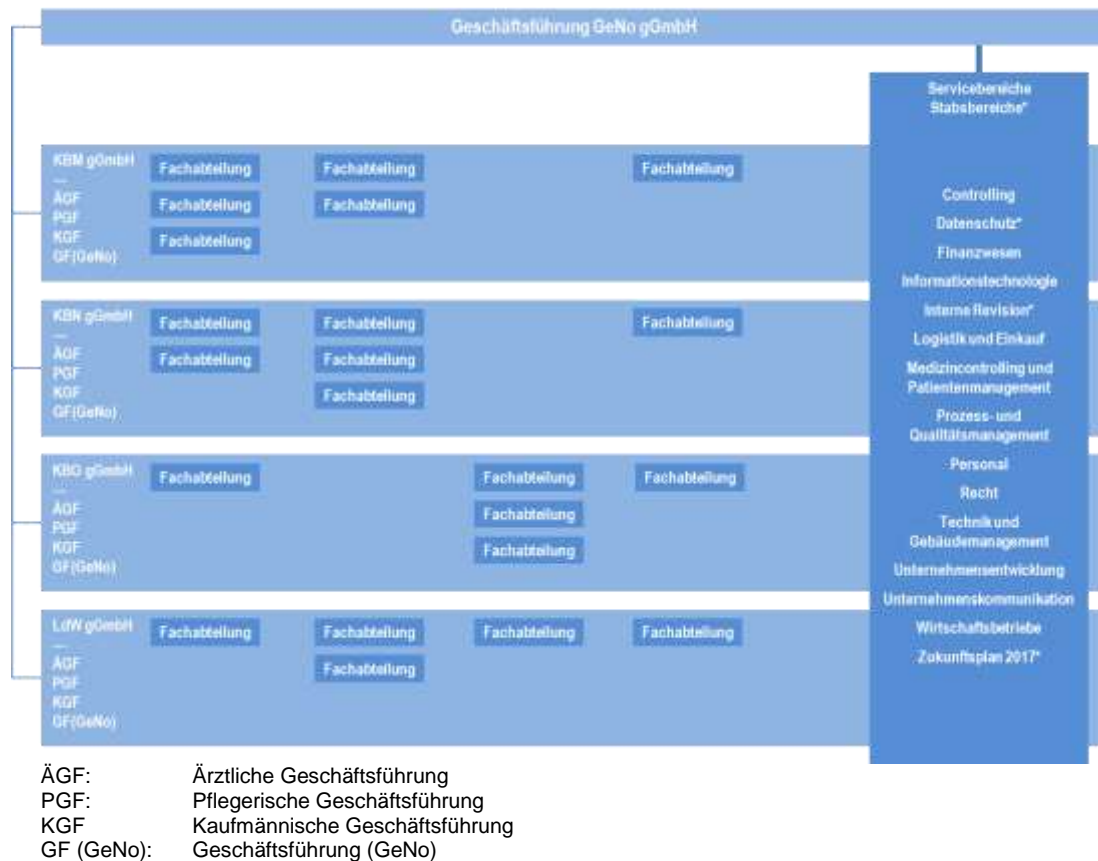 Geschäftsführung GeNo gGmbH
Servicebereiche
Stabsbereiche*
KBM gGmbH
---
ÄGF
PGF
KGF
GF(GeNo)
Fachabteilung Fachabteilung Fachabteilung
Fachabteilung Fachabteilung
Fachabteilung
KBN gGmbH
---
ÄGF
PGF
KGF
GF(GeNo)
Fachabteilung Fachabteilung Fachabteilung
Fachabteilung Fachabteilung
Fachabteilung
KBO gGmbH
---
ÄGF
PGF
KGF
GF(GeNo)
Fachabteilung Fachabteilung Fachabteilung
Fachabteilung
Fachabteilung
LdW gGmbH
---
ÄGF
PGF
KGF
GF(GeNo)
Fachabteilung Fachabteilung Fachabteilung Fachabteilung
Fachabteilung
Controlling
Datenschutz*
Finanzwesen
Informationstechnologie
Interne Revision*
Logistik und Einkauf
Medizincontrolling und
Patientenmanagement
Prozess- und
Qualitätsmanagement
Personal
Recht
Technik und
Gebäudemanagement
Unternehmensentwicklung
Unternehmenskommunikation
Wirtschaftsbetriebe
Zukunftsplan 2017*
ÄGF: Ärztliche Geschäftsführung
PGF: Pflegerische Geschäftsführung
KGF Kaufmännische Geschäftsführung
GF (GeNo): Geschäftsführung (GeNo)